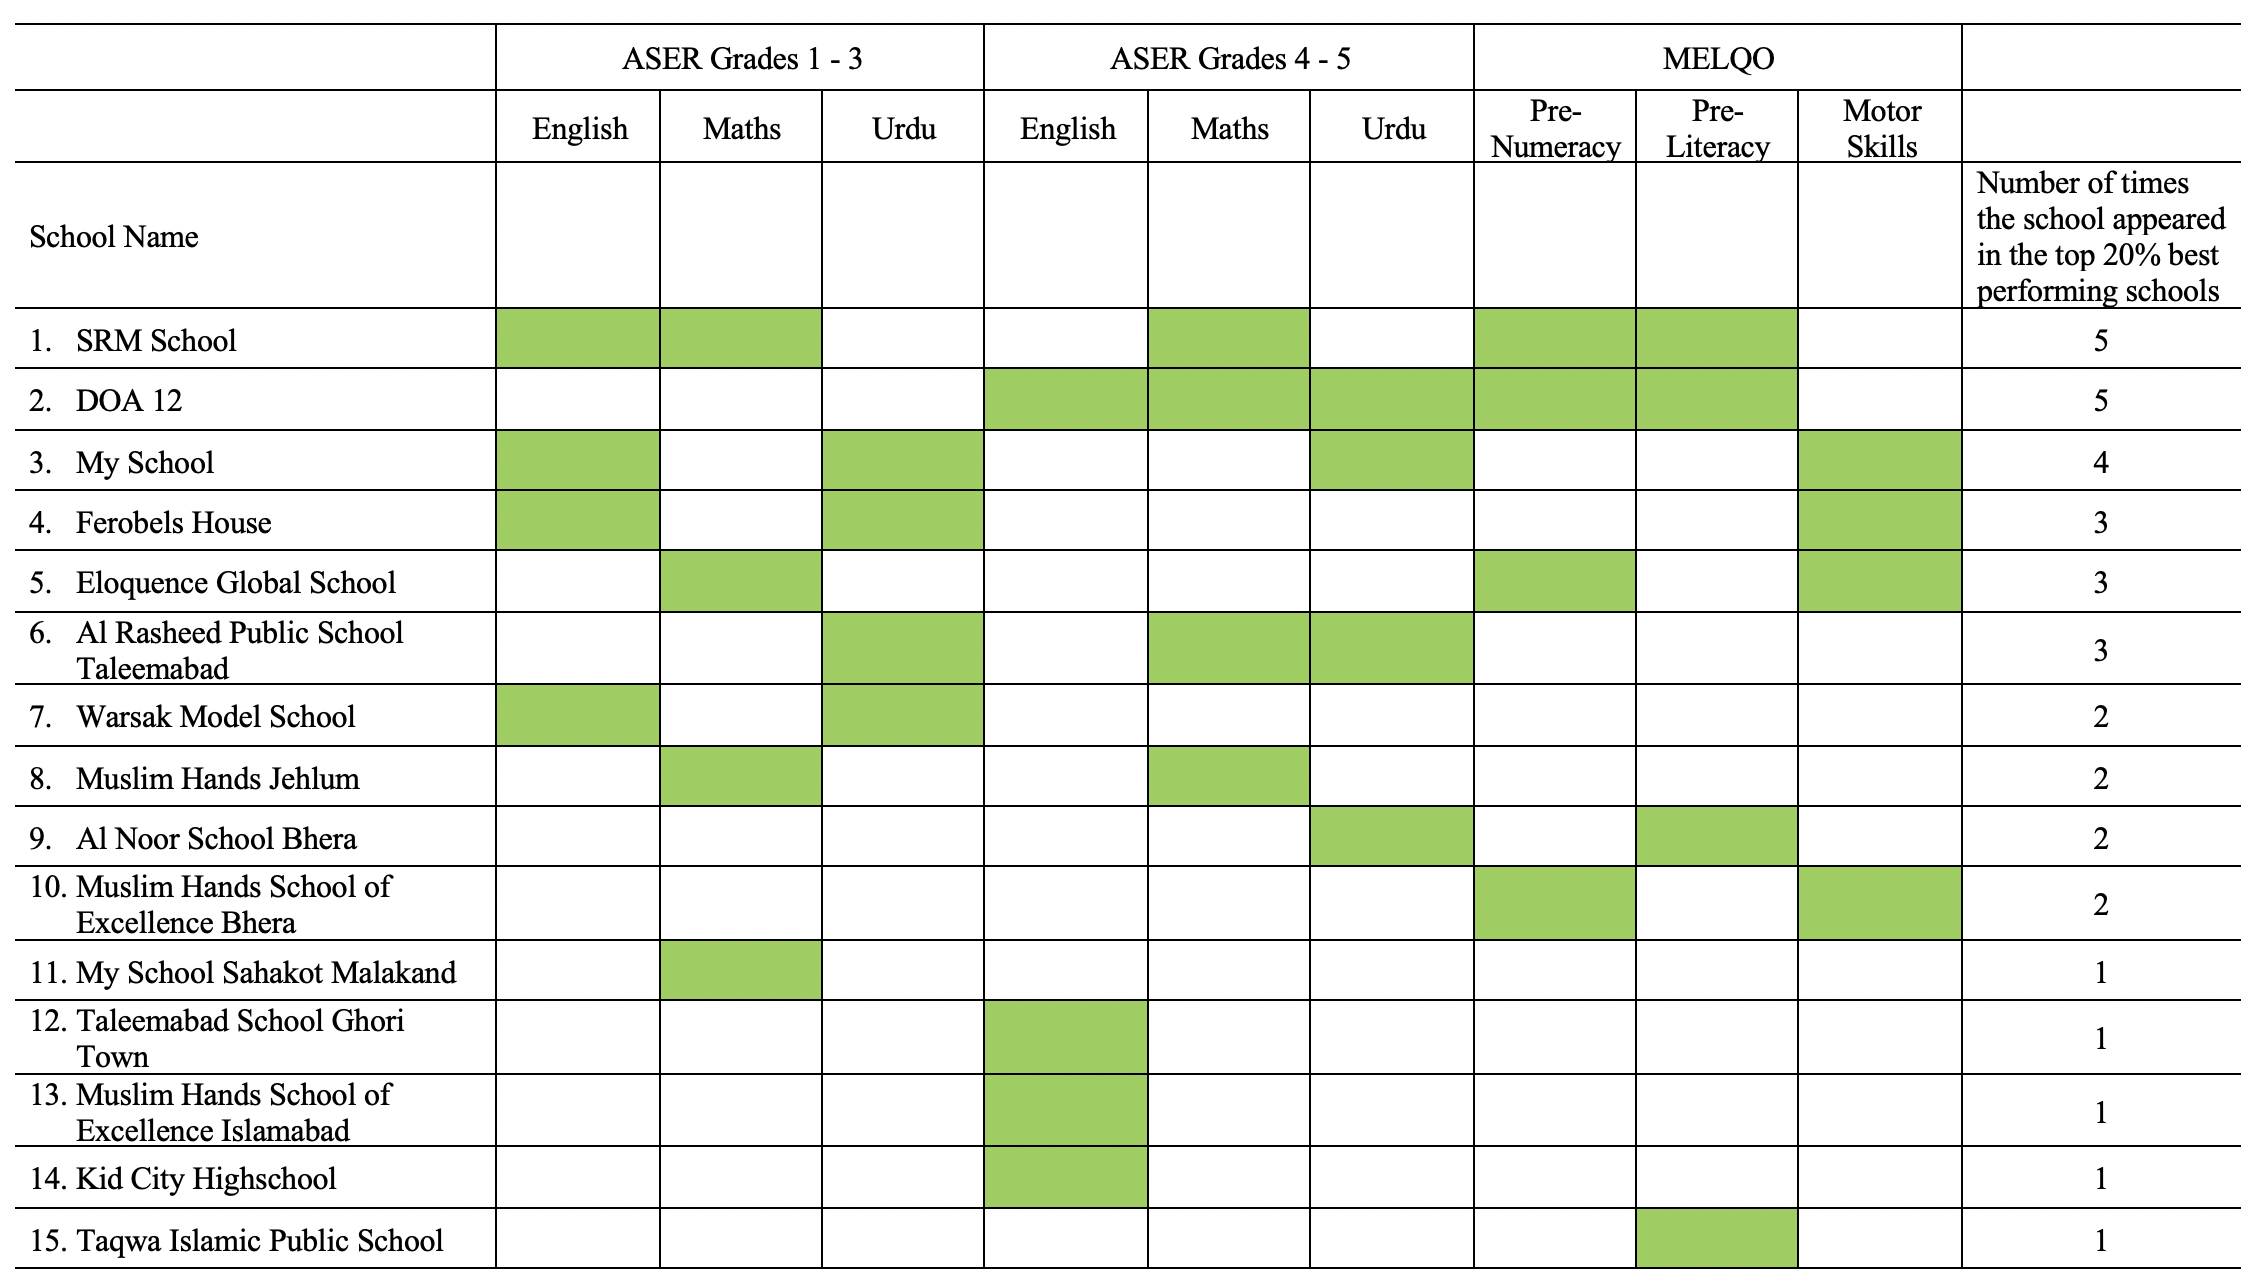 ASER Grades 1 - 3 ASER Grades 4 - 5 MELQO
English Maths Urdu English Maths Urdu Pre- Pre- Motor
Numeracy Literacy Skills
School Name
Number of times
the school appeared
in the top 20% best
performing schools
1. SRM School 5
2. DOA 12 5
3. My School 4
4. Ferobels House 3
5. Eloquence Global School 3
6. Al Rasheed Public School
Taleemabad 3
7. Warsak Model School 2
8. Muslim Hands Jehlum 2
9. Al Noor School Bhera 2
10. Muslim Hands School of
Excellence Bhera 2
11. My School Sahakot Malakand 1
12. Taleemabad School Ghori
Town 1
13. Muslim Hands School of
Excellence Islamabad 1
14. Kid City Highschool 1
15. Taqwa Islamic Public School 1